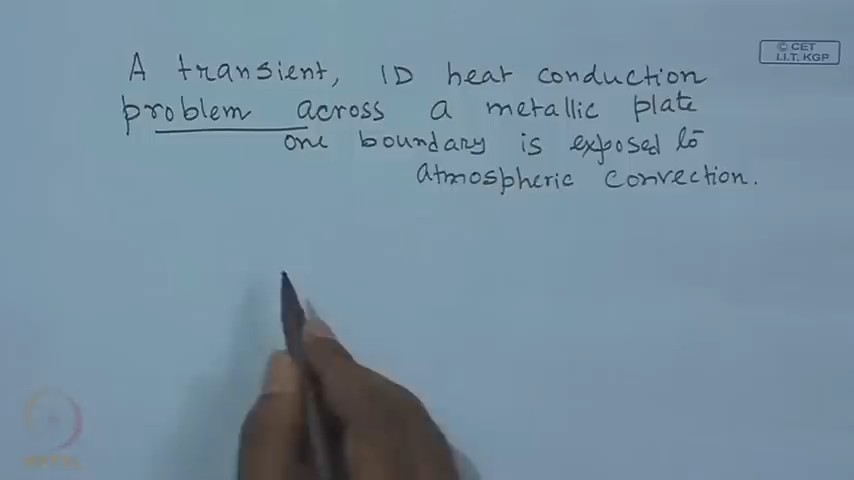 A transient, 1D heat conduction
problem across a metallic plate
one boundary is exposed to
atmospheric convection.
© CET
I.I.T. KGP